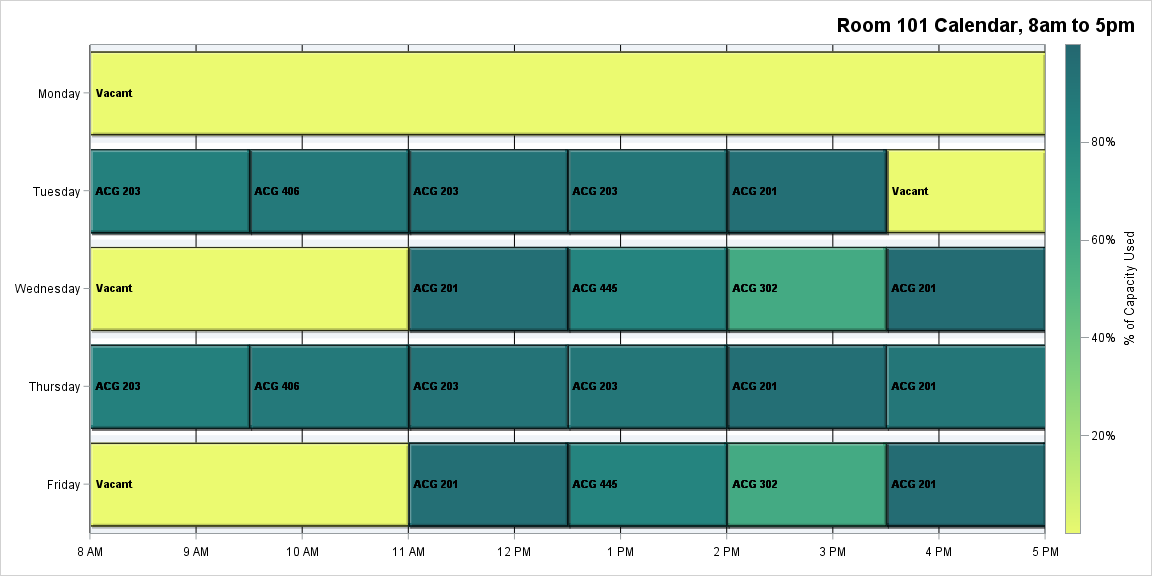 Room 101 Calendar, 8am to 5pm
Monday
Vacant
Tuesday
ACG 203 ACG 406 ACG 203 ACG 203 ACG 201 Vacant
Wednesday
Vacant ACG 201 ACG 445 ACG 302 ACG 201
Thursday
ACG 203 ACG 406 ACG 203 ACG 203 ACG 201 ACG 201
Friday
Vacant ACG 201 ACG 445 ACG 302 ACG 201
8 AM 9 AM 10 AM 11 AM 12 PM 1 PM 2 PM 3 PM 4 PM 5 PM
80%
60%
40%
20%
% of Capacity Used